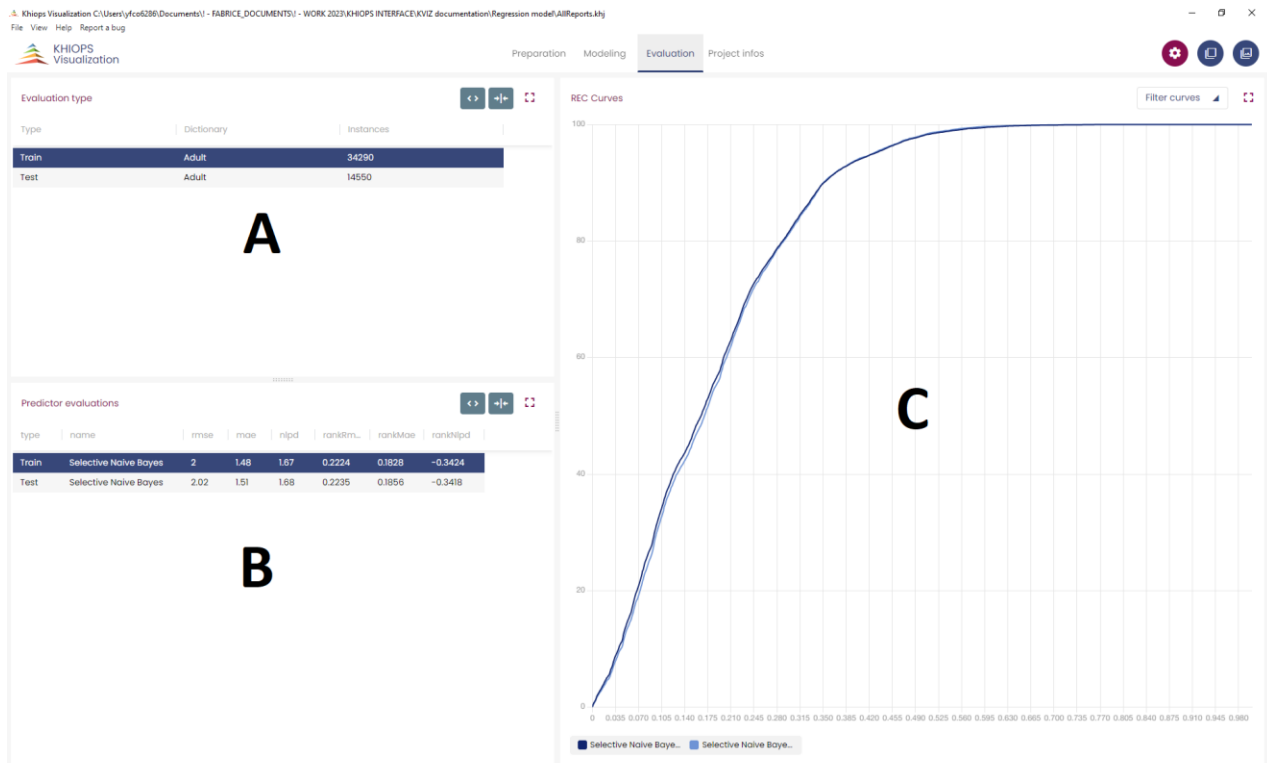 Khiops Visualization C:\Users\yfco6286\Documents\! - FABRICE_DOCUMENTS\! - WORK 2023\KHIOPS INTERFACE\KVIZ documentation\Regression model\AllReports.khj
File View Help Report a bug
KHIOPS
Visualization
Preparation Modeling Evaluation Project infos
Evaluation type
Type Dictionary Instances
Train Adult 34290
Test Adult 14550
A
Predictor evaluations
type name rmse mae nlpd rankRm... rankMae rankNlpd
Train Selective Naive Bayes 2 1.48 1.67 0.2224 0.1828 -0.3424
Test Selective Naive Bayes 2.02 1.51 1.68 0.2235 0.1856 -0.3418
B
REC Curves
Filter curves
100
80
60
40
20
0
C
0 0.035 0.070 0.105 0.140 0.175 0.210 0.245 0.280 0.315 0.350 0.385 0.420 0.455 0.490 0.525 0.560 0.595 0.630 0.665 0.700 0.735 0.770 0.805 0.840 0.875 0.910 0.945 0.980
Selective Naive Baye... Selective Naive Baye...